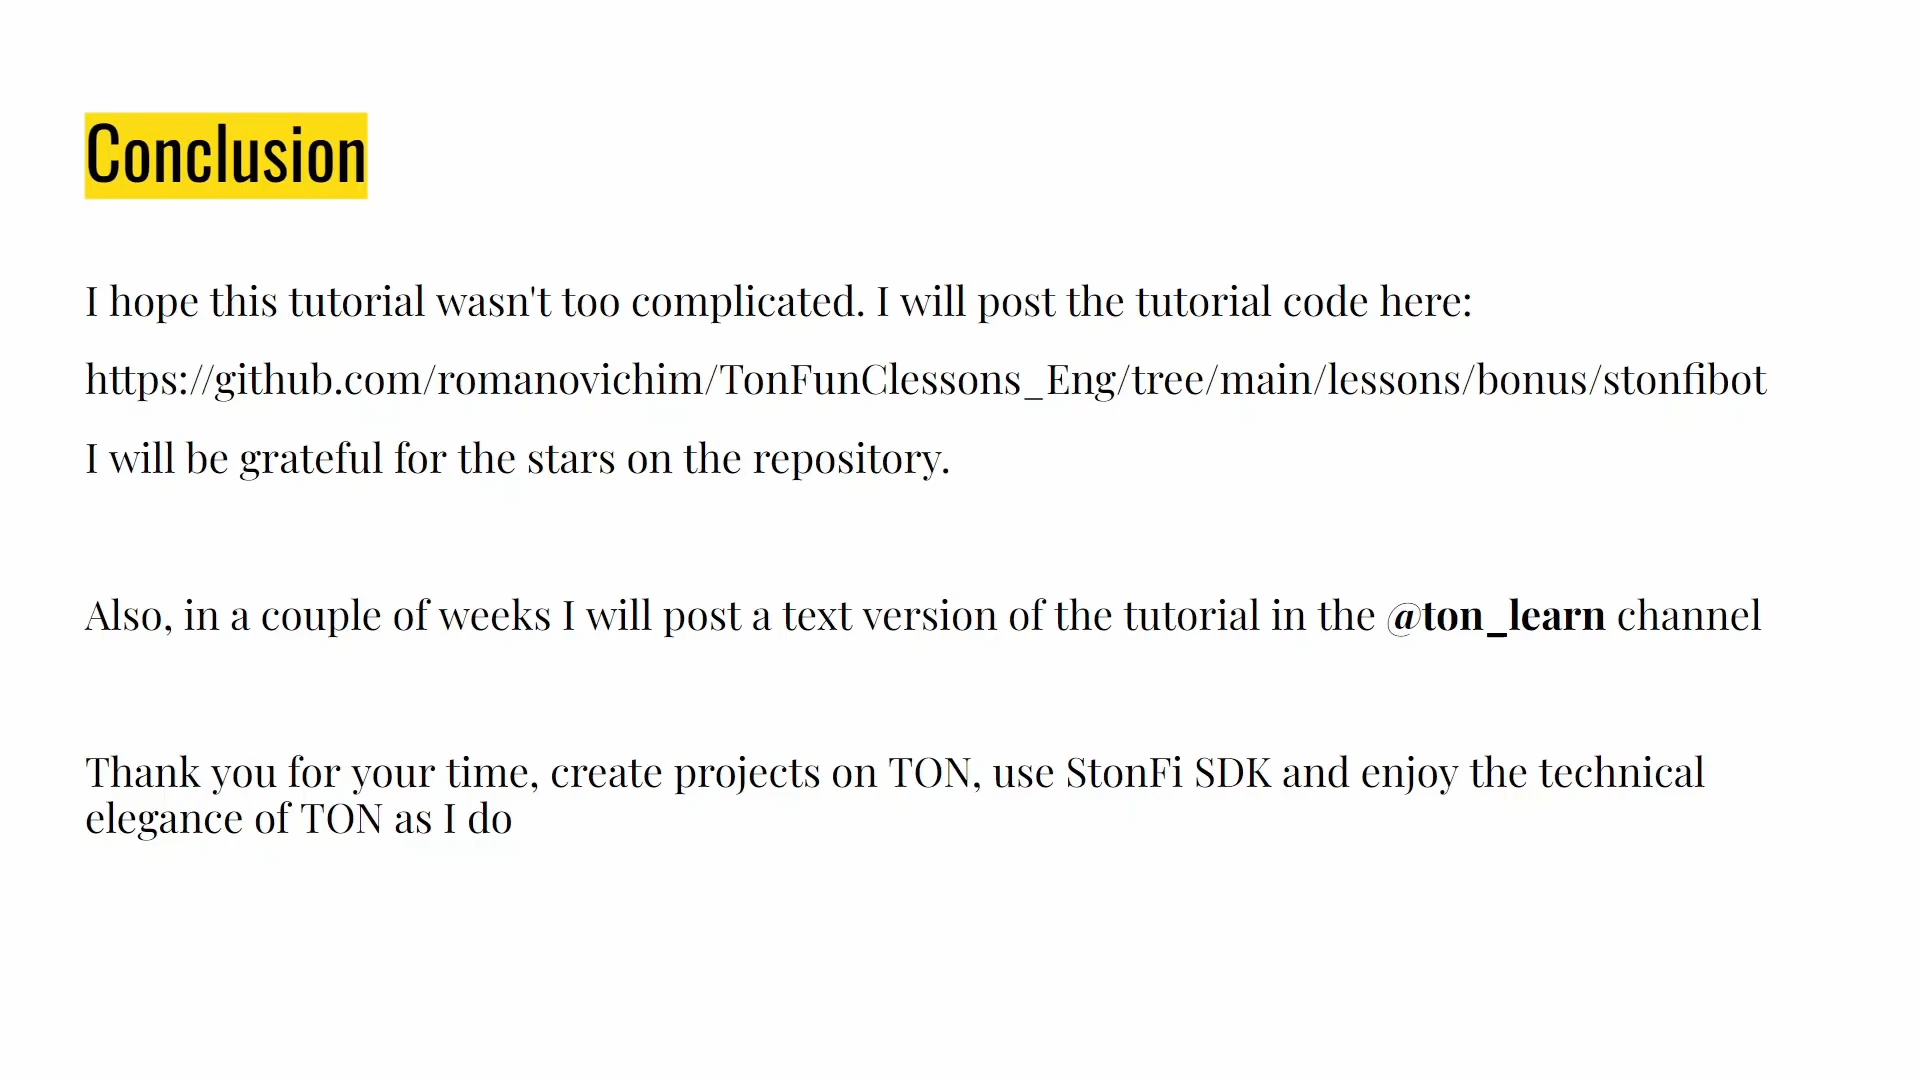 Conclusion
I hope this tutorial wasn't too complicated. I will post the tutorial code here:
https://github.com/romanovichim/TonFunClessons_Eng/tree/main/lessons/bonus/stonfibot
I will be grateful for the stars on the repository.
Also, in a couple of weeks I will post a text version of the tutorial in the @ton_learn channel
Thank you for your time, create projects on TON, use StonFi SDK and enjoy the technical
elegance of TON as I do